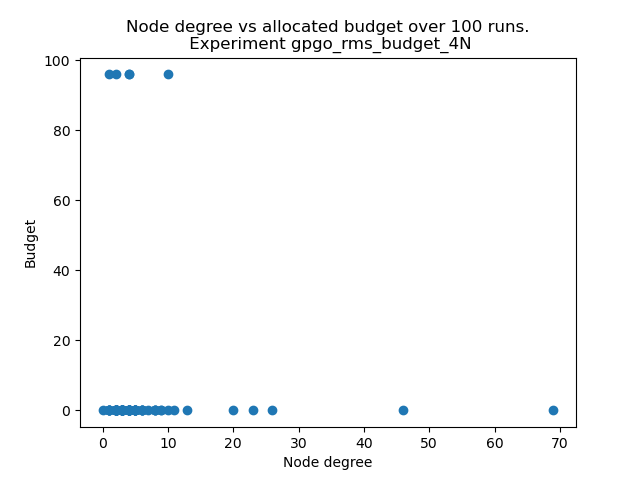 Node degree vs allocated budget over 100 runs.
Experiment gpgo_rms_budget_4N
100
80
60
40
20
0
Budget
0 10 20 30 40 50 60 70
Node degree